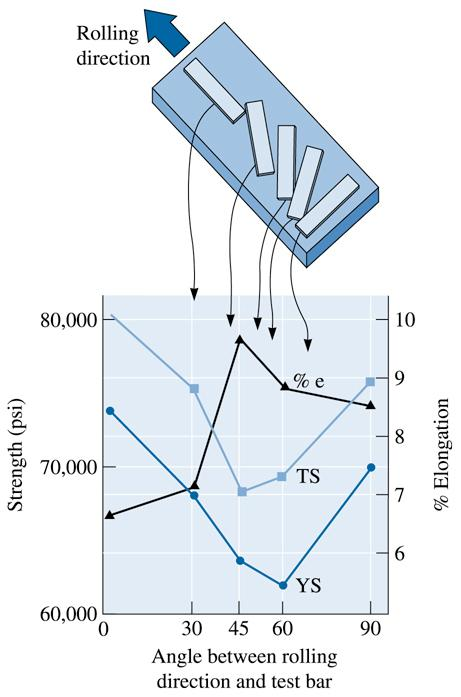 Rolling
direction
80,000
70,000
60,000
Strength (psi)
10
9
8
7
6
% Elongation
% e
TS
YS
0 30 45 60 90
Angle between rolling
direction and test bar